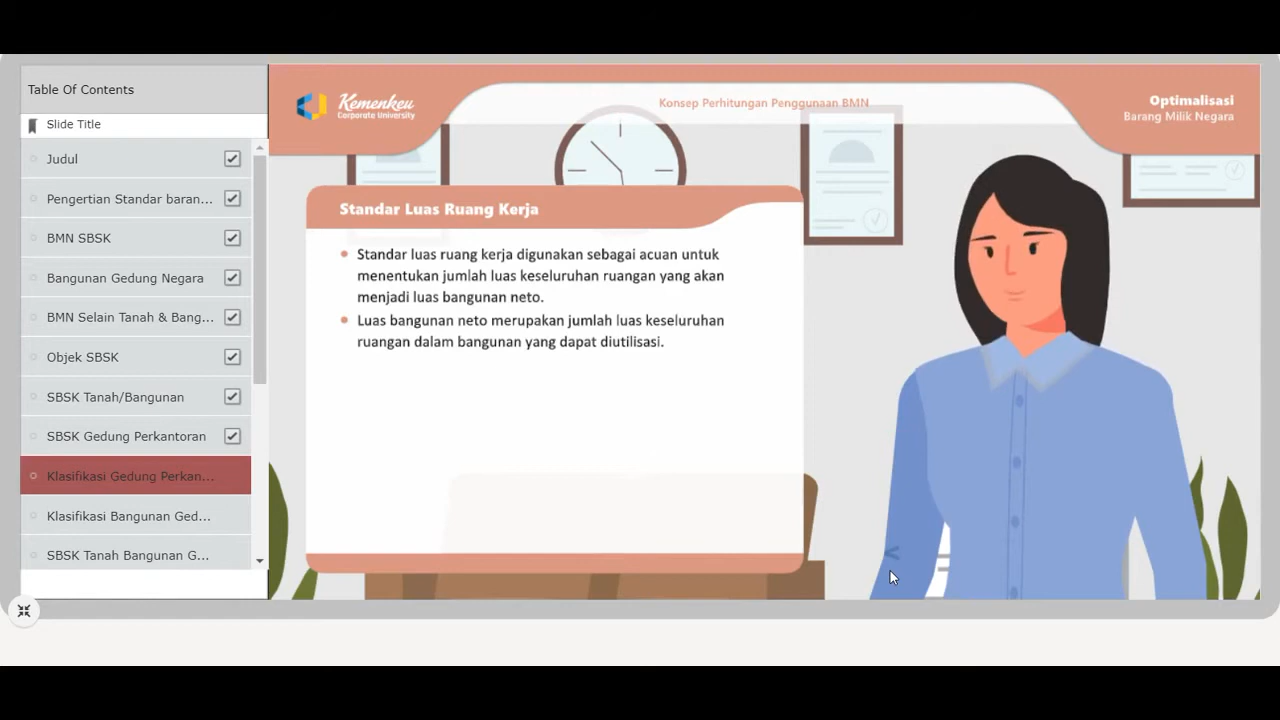 Table Of Contents
Slide Title
Judul
Pengertian Standar baran...
BMN SBSK
Bangunan Gedung Negara
BMN Selain Tanah & Bang...
Objek SBSK
SBSK Tanah/Bangunan
SBSK Gedung Perkantoran
Klasifikasi Gedung Perkan...
Klasifikasi Bangunan Ged...
SBSK Tanah Bangunan G...
Kemenkeu
Corporate University
Konsep Perhitungan Penggunaan BMN
Optimalisasi
Barang Milik Negara
Standar Luas Ruang Kerja
Standar luas ruang kerja digunakan sebagai acuan untuk
menentukan jumlah luas keseluruhan ruangan yang akan
menjadi luas bangunan neto.
Luas bangunan neto merupakan jumlah luas keseluruhan
ruangan dalam bangunan yang dapat diutilisasi.